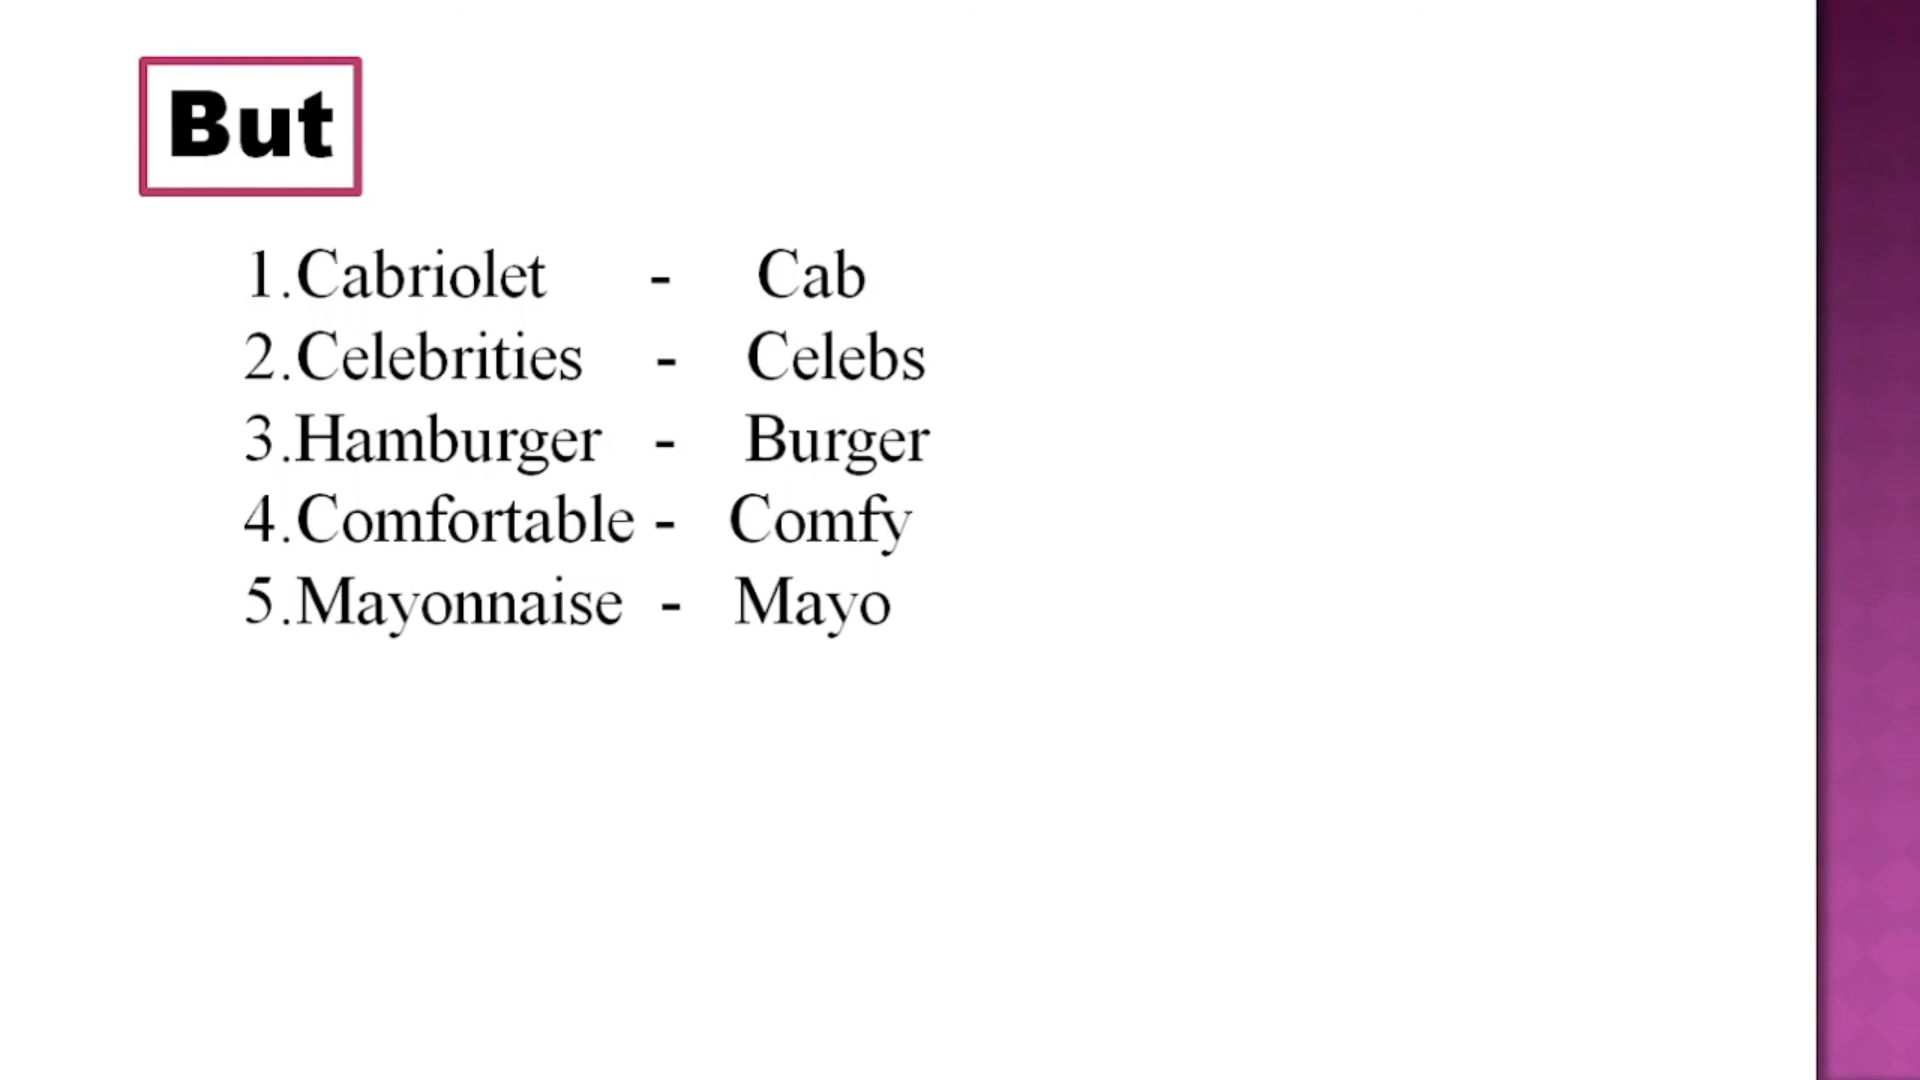 But
1.Cabriolet - Cab
2.Celebrities - Celebs
3.Hamburger - Burger
4.Comfortable - Comfy
5.Mayonnaise - Mayo